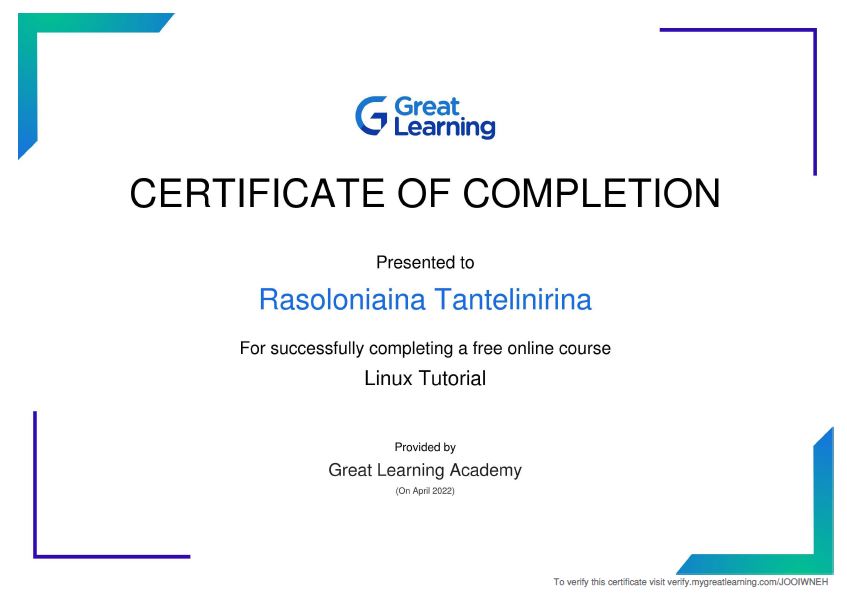 Great
Learning
CERTIFICATE OF COMPLETION
Presented to
Rasoloniaina Tantelinirina
For successfully completing a free online course
Linux Tutorial
Provided by
Great Learning Academy
(On April 2022)
To verify this certificate visit verify.mygreatlearning.com/JOOIWNEH